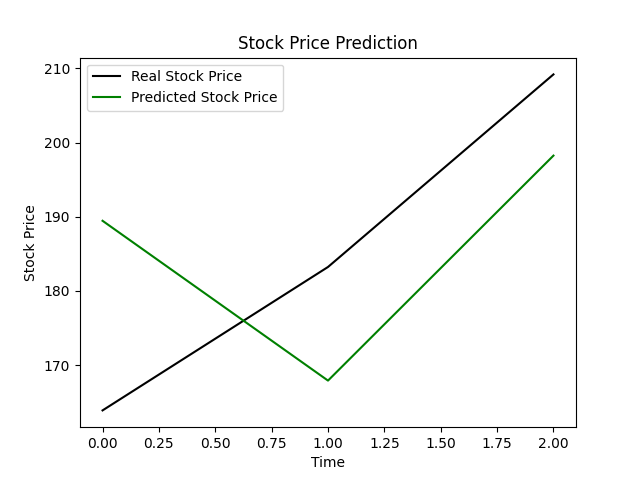 Stock Price Prediction
Real Stock Price
Predicted Stock Price
210
200
190
180
170
Stock Price
0.00 0.25 0.50 0.75 1.00 1.25 1.50 1.75 2.00
Time